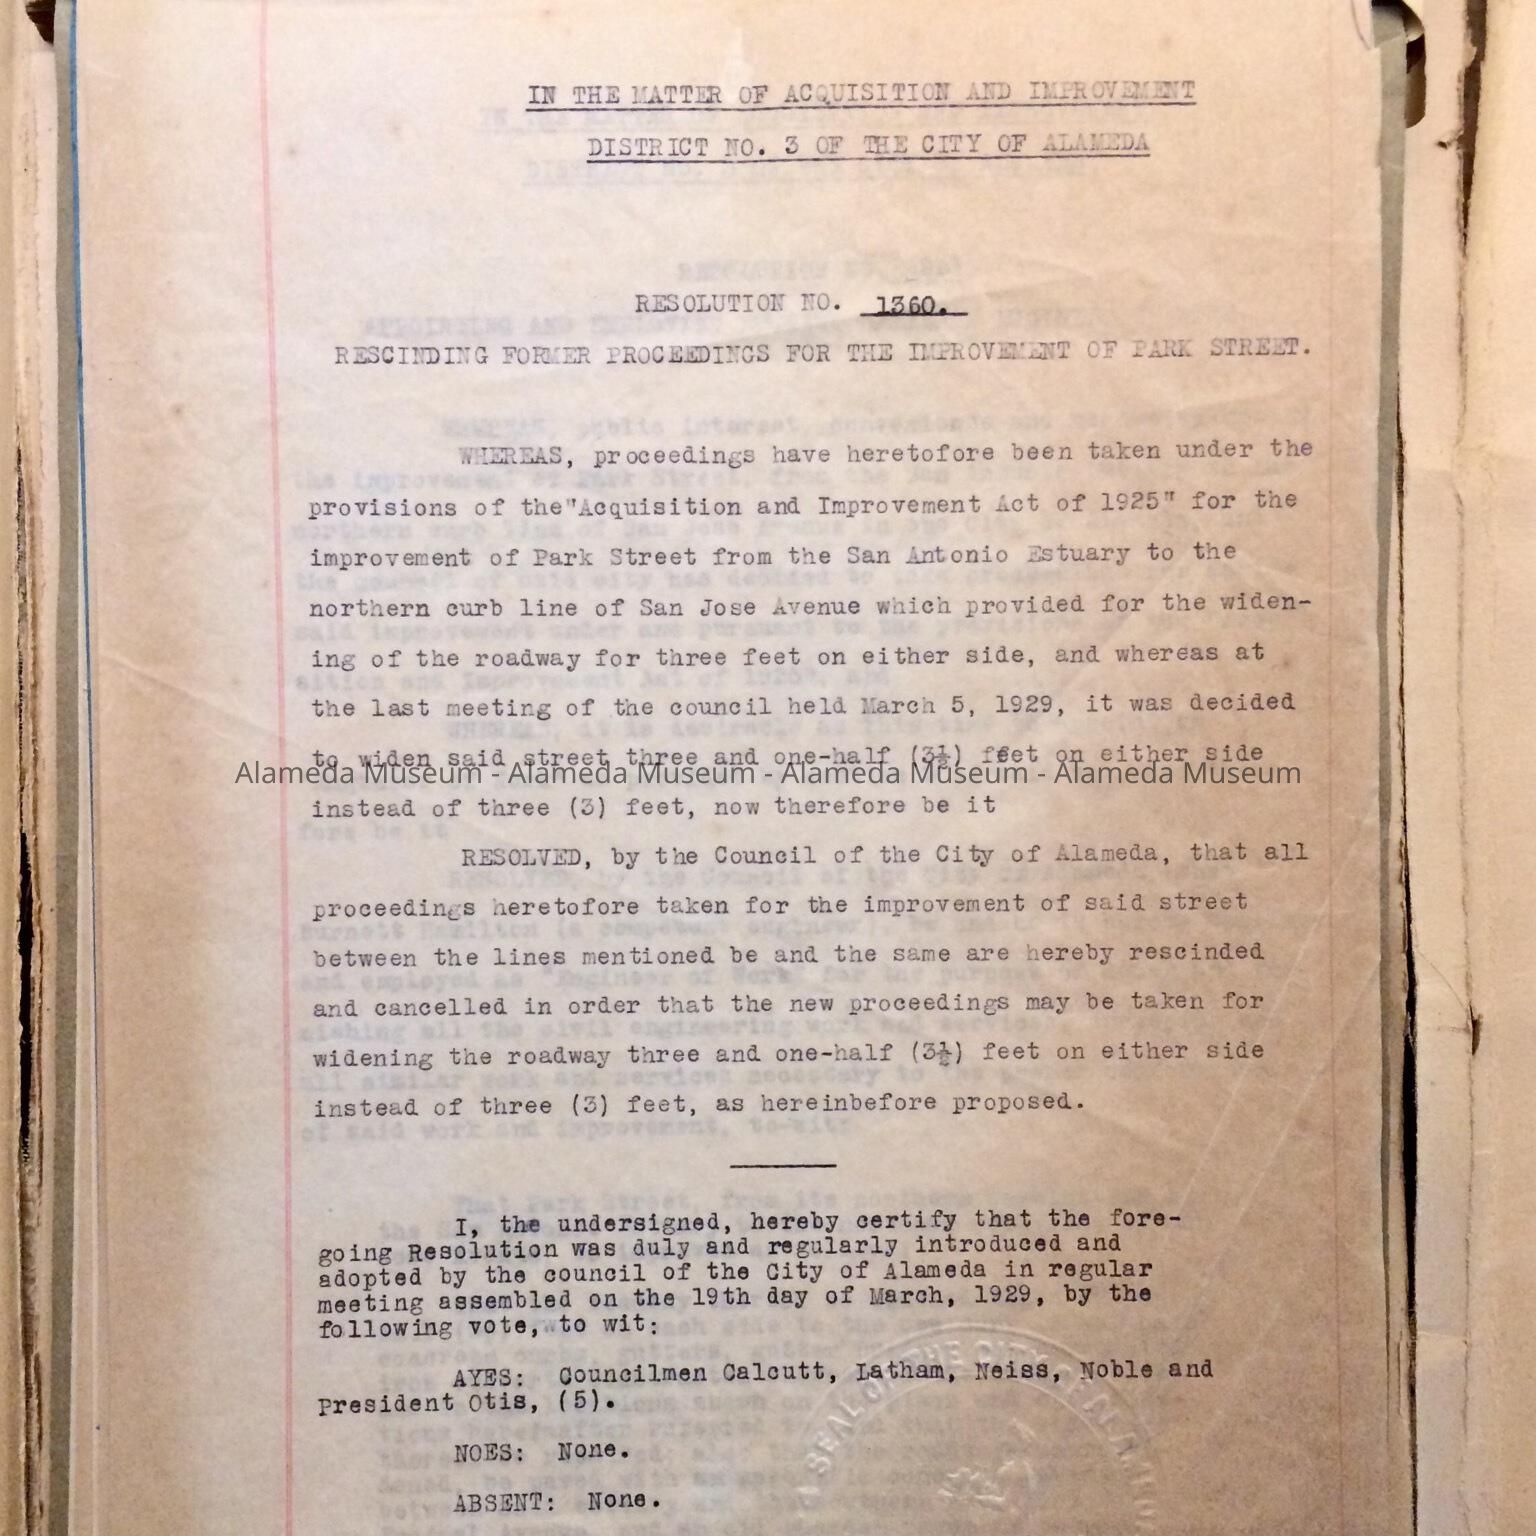 IN THE MATTER OF ACQUISITION AND IMPROVEMENT
DISTRICT NO. 3 OF THE CITY OF ALAMEDA
RESOLUTION NO. 1360.
RESCINDING FORMER PROCEEDINGS FOR THE IMPROVEMENT OF PARK STREET.
WHEREAS, proceedings have heretofore been taken under the
provisions of the"Acquisition and Improvement Act of 1925" for the
improvement of Park Street from the San Antonio Estuary to the
northern curb line of San Jose Avenue which provided for the widen-
ing of the roadway for three feet on either side, and whereas at
the last meeting of the council held March 5, 1929, it was decided
to widen said street three and one-half (3½) feet on either side
Alameda Museum - Alameda Museum - Alameda Museum - Alameda Museum
instead of three (3) feet, now therefore be it
RESOLVED, by the Council of the City of Alameda, that all
proceedings heretofore taken for the improvement of said street
between the lines mentioned be and the same are hereby rescinded
and cancelled in order that the new proceedings may be taken for
widening the roadway three and one-half (3½) feet on either side
instead of three (3) feet, as hereinbefore proposed.
I, the undersigned, hereby certify that the fore-
going Resolution was duly and regularly introduced and
adopted by the council of the City of Alameda in regular
meeting assembled on the 19th day of March, 1929, by the
following vote, to wit:
AYES: Councilmen Calcutt, Latham, Neiss, Noble and
President Otis, (5).
NOES: None.
ABSENT: None.
SEAL OF THE CITY